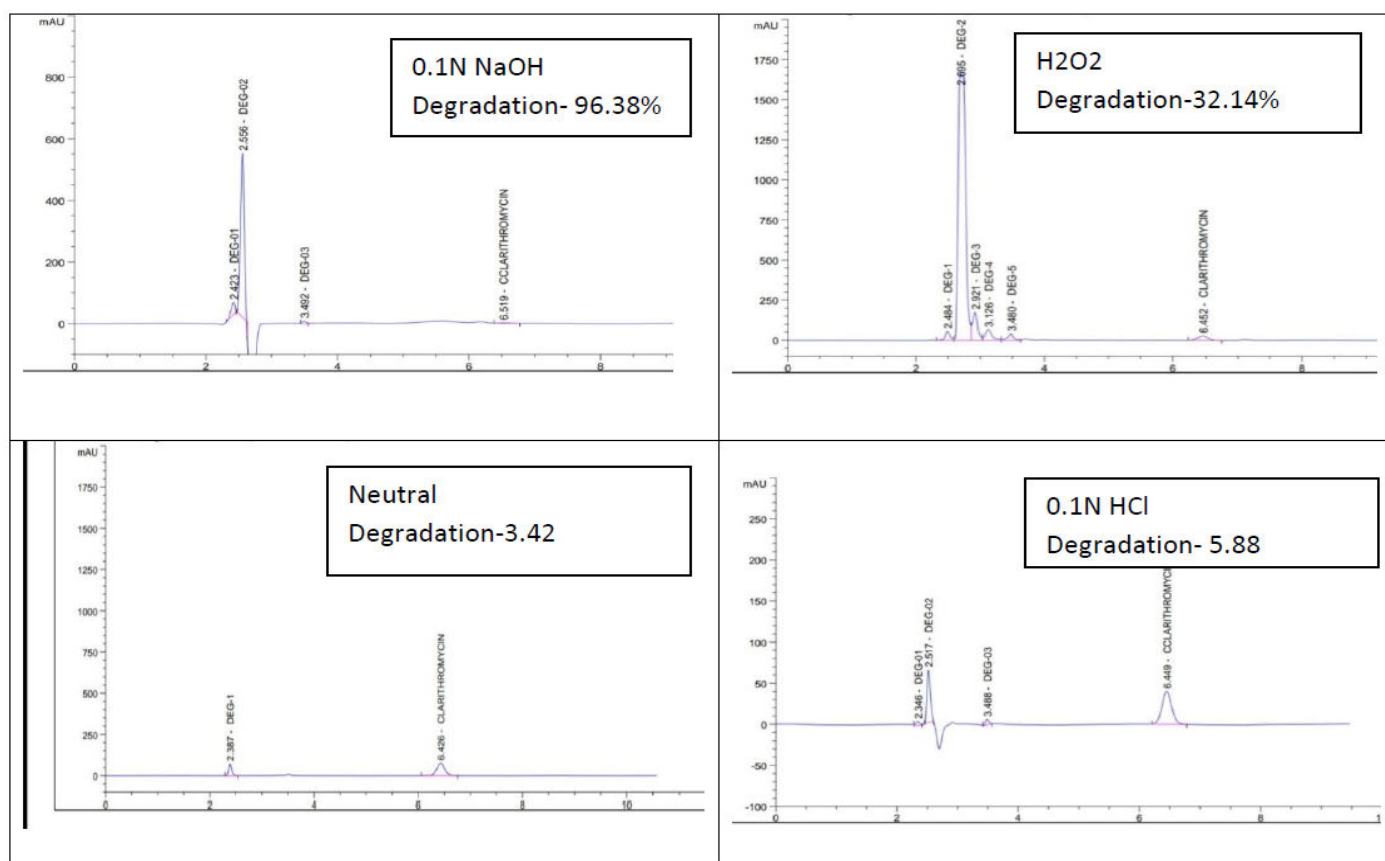 mAU
800
600
400
200
0
2.423 - DEG-01
2.556 - DEG-02
3.492 - DEG-03
6.519 - CCLARITHROMYCIN
0.1N NaOH
Degradation- 96.38%
0
2
4
6
8
mAU
1750
1500
1250
1000
750
500
250
0
2.484 - DEG-1
2.695 - DEG-2
2.921 - DEG-3
3.126 - DEG-4
3.480 - DEG-5
6.452 - CLARITHROMYCIN
H2O2
Degradation-32.14%
0
2
4
6
8
mAU
1750
1500
1250
1000
750
500
250
0
2.387 - DEG-1
6.426 - CLARITHROMYCIN
Neutral
Degradation-3.42
0
2
4
6
8
10
mAU
250
200
150
100
50
0
-50
-100
2.346 - DEG-01
2.517 - DEG-02
3.488 - DEG-03
6.449 - CCLARITHROMYCI
0.1N HCl
Degradation- 5.88
0
2
4
6
8
1